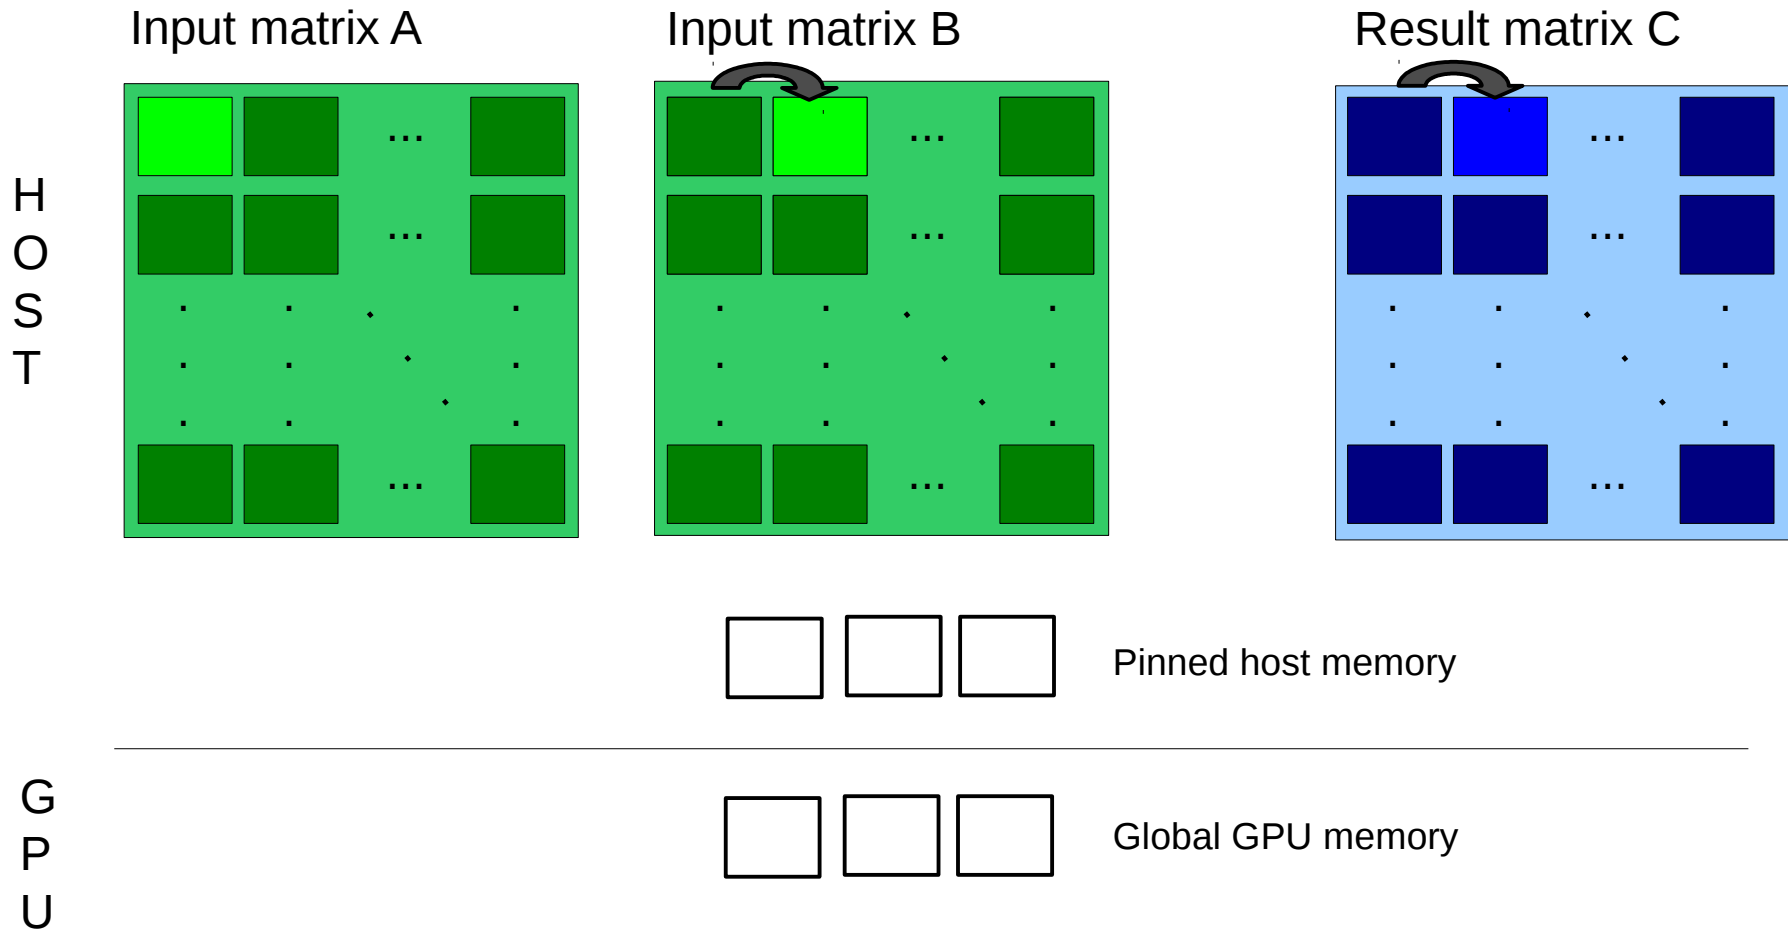 Input matrix A
Input matrix B
Result matrix C
H
O
S
T
...
...
...
...
...
...
...
...
...
Pinned host memory
G
P
U
Global GPU memory